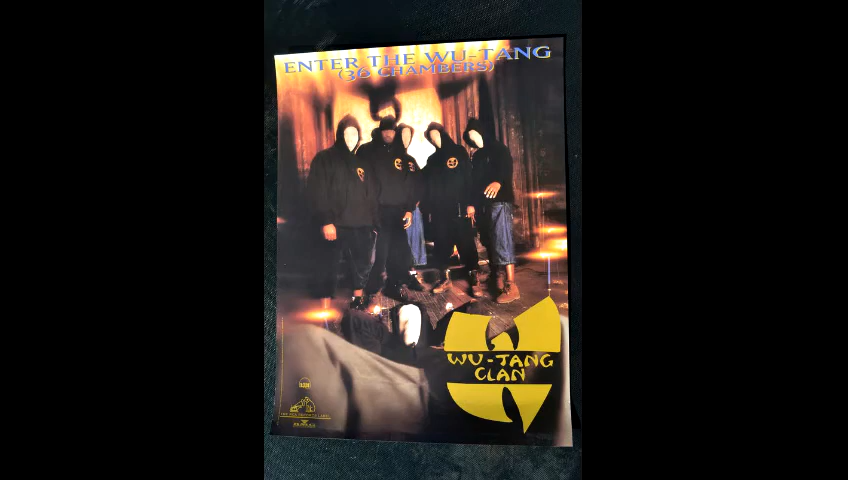 ENTER THE WU-TANG
(36 CHAMBERS)
WU-TANG
CLAN